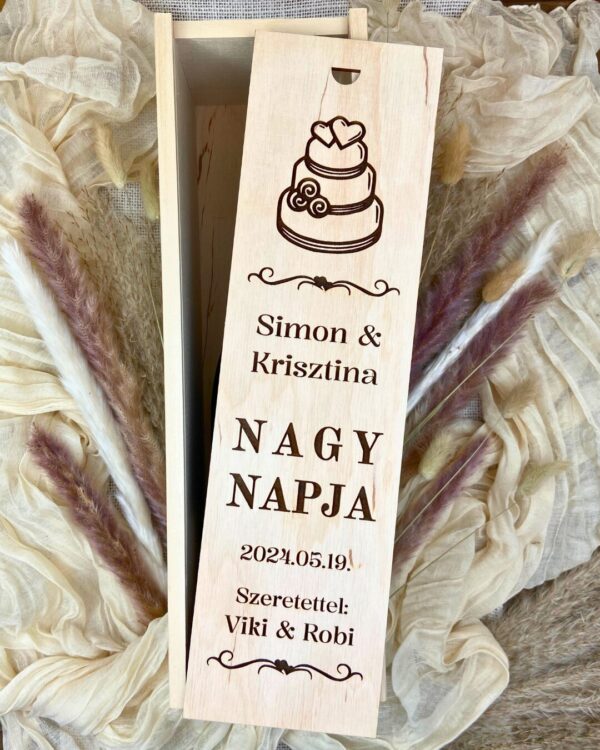 Simon &
Krisztina
NAGY
NAPJA
2024.05.19.
Szeretettel:
Viki & Robi